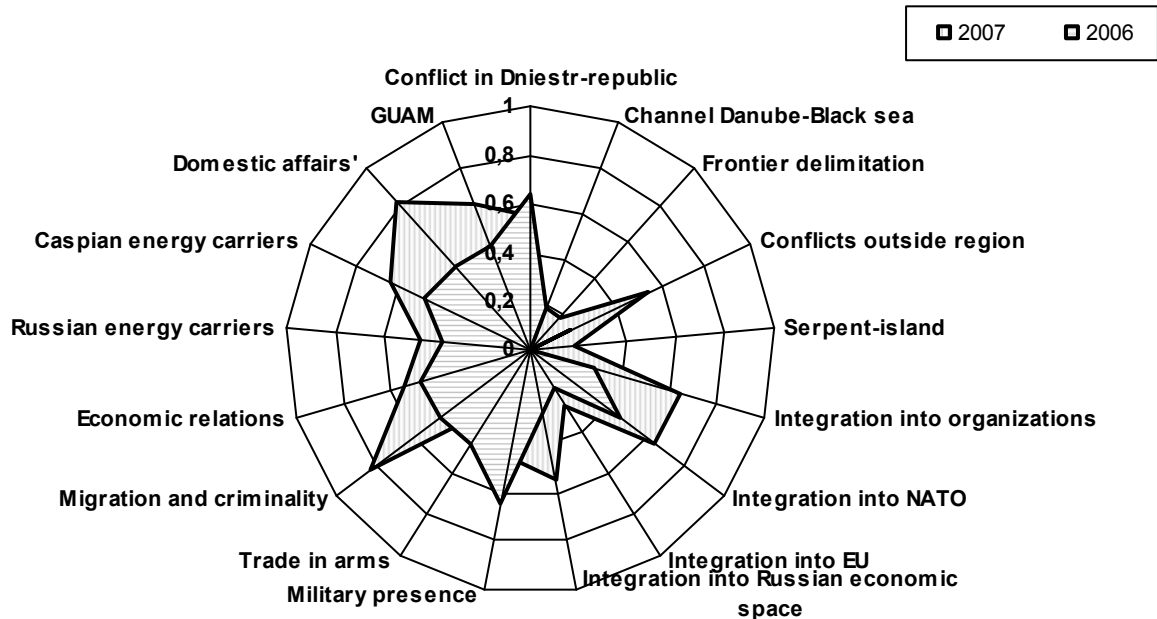 2007 2006
Conflict in Dniestr-republic
1
GUAM
Channel Danube-Black sea
Domestic affairs'
0,8
Frontier delimitation
0,6
Caspian energy carriers
Conflicts outside region
0,4
Russian energy carriers
0,2
Serpent-island
0
Economic relations
Integration into organizations
Migration and criminality
Integration into NATO
Trade in arms
Integration into EU
Military presence
Integration into Russian economic
space